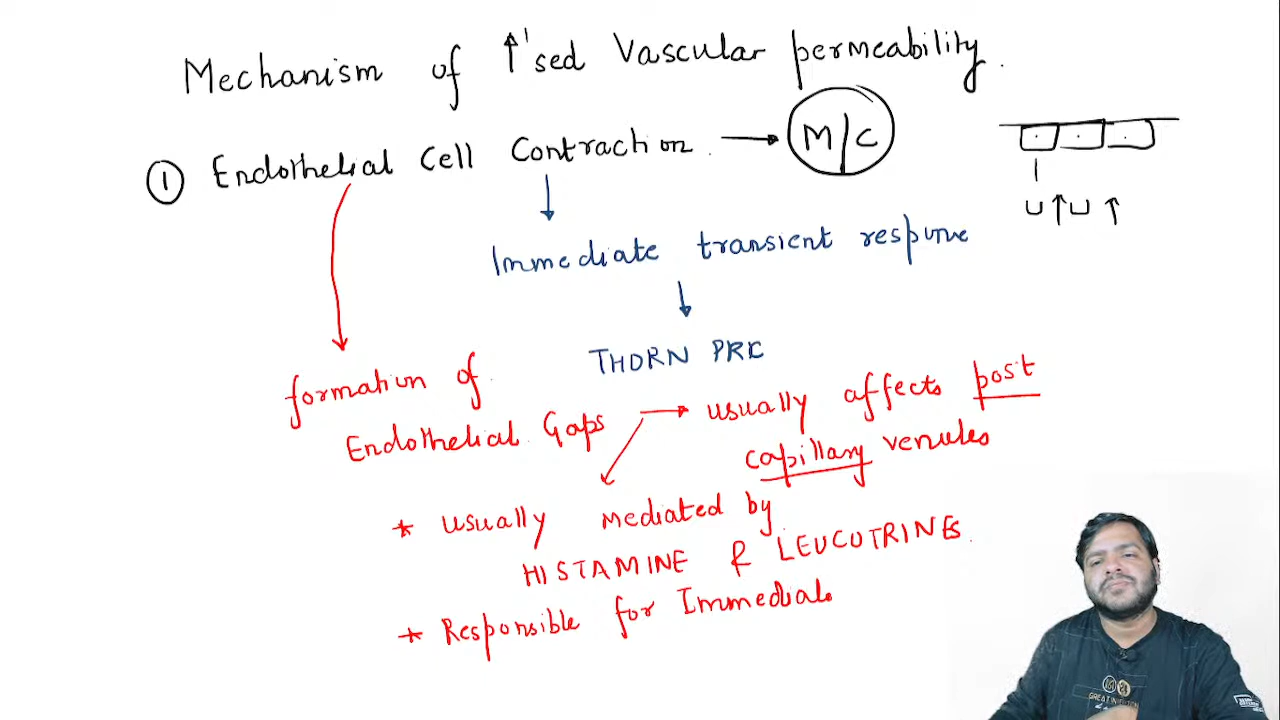 Mechanism of ↑'sed Vascular permeability.
① Endothelial Cell Contraction. → M/C
U ↑ U ↑
Immediate transient response
THORN PRIC
formation of
Endothelial Gaps → usually affects post
capillary venules
* usually mediated by
HISTAMINE & LEUCOTRINES.
* Responsible for Immediate